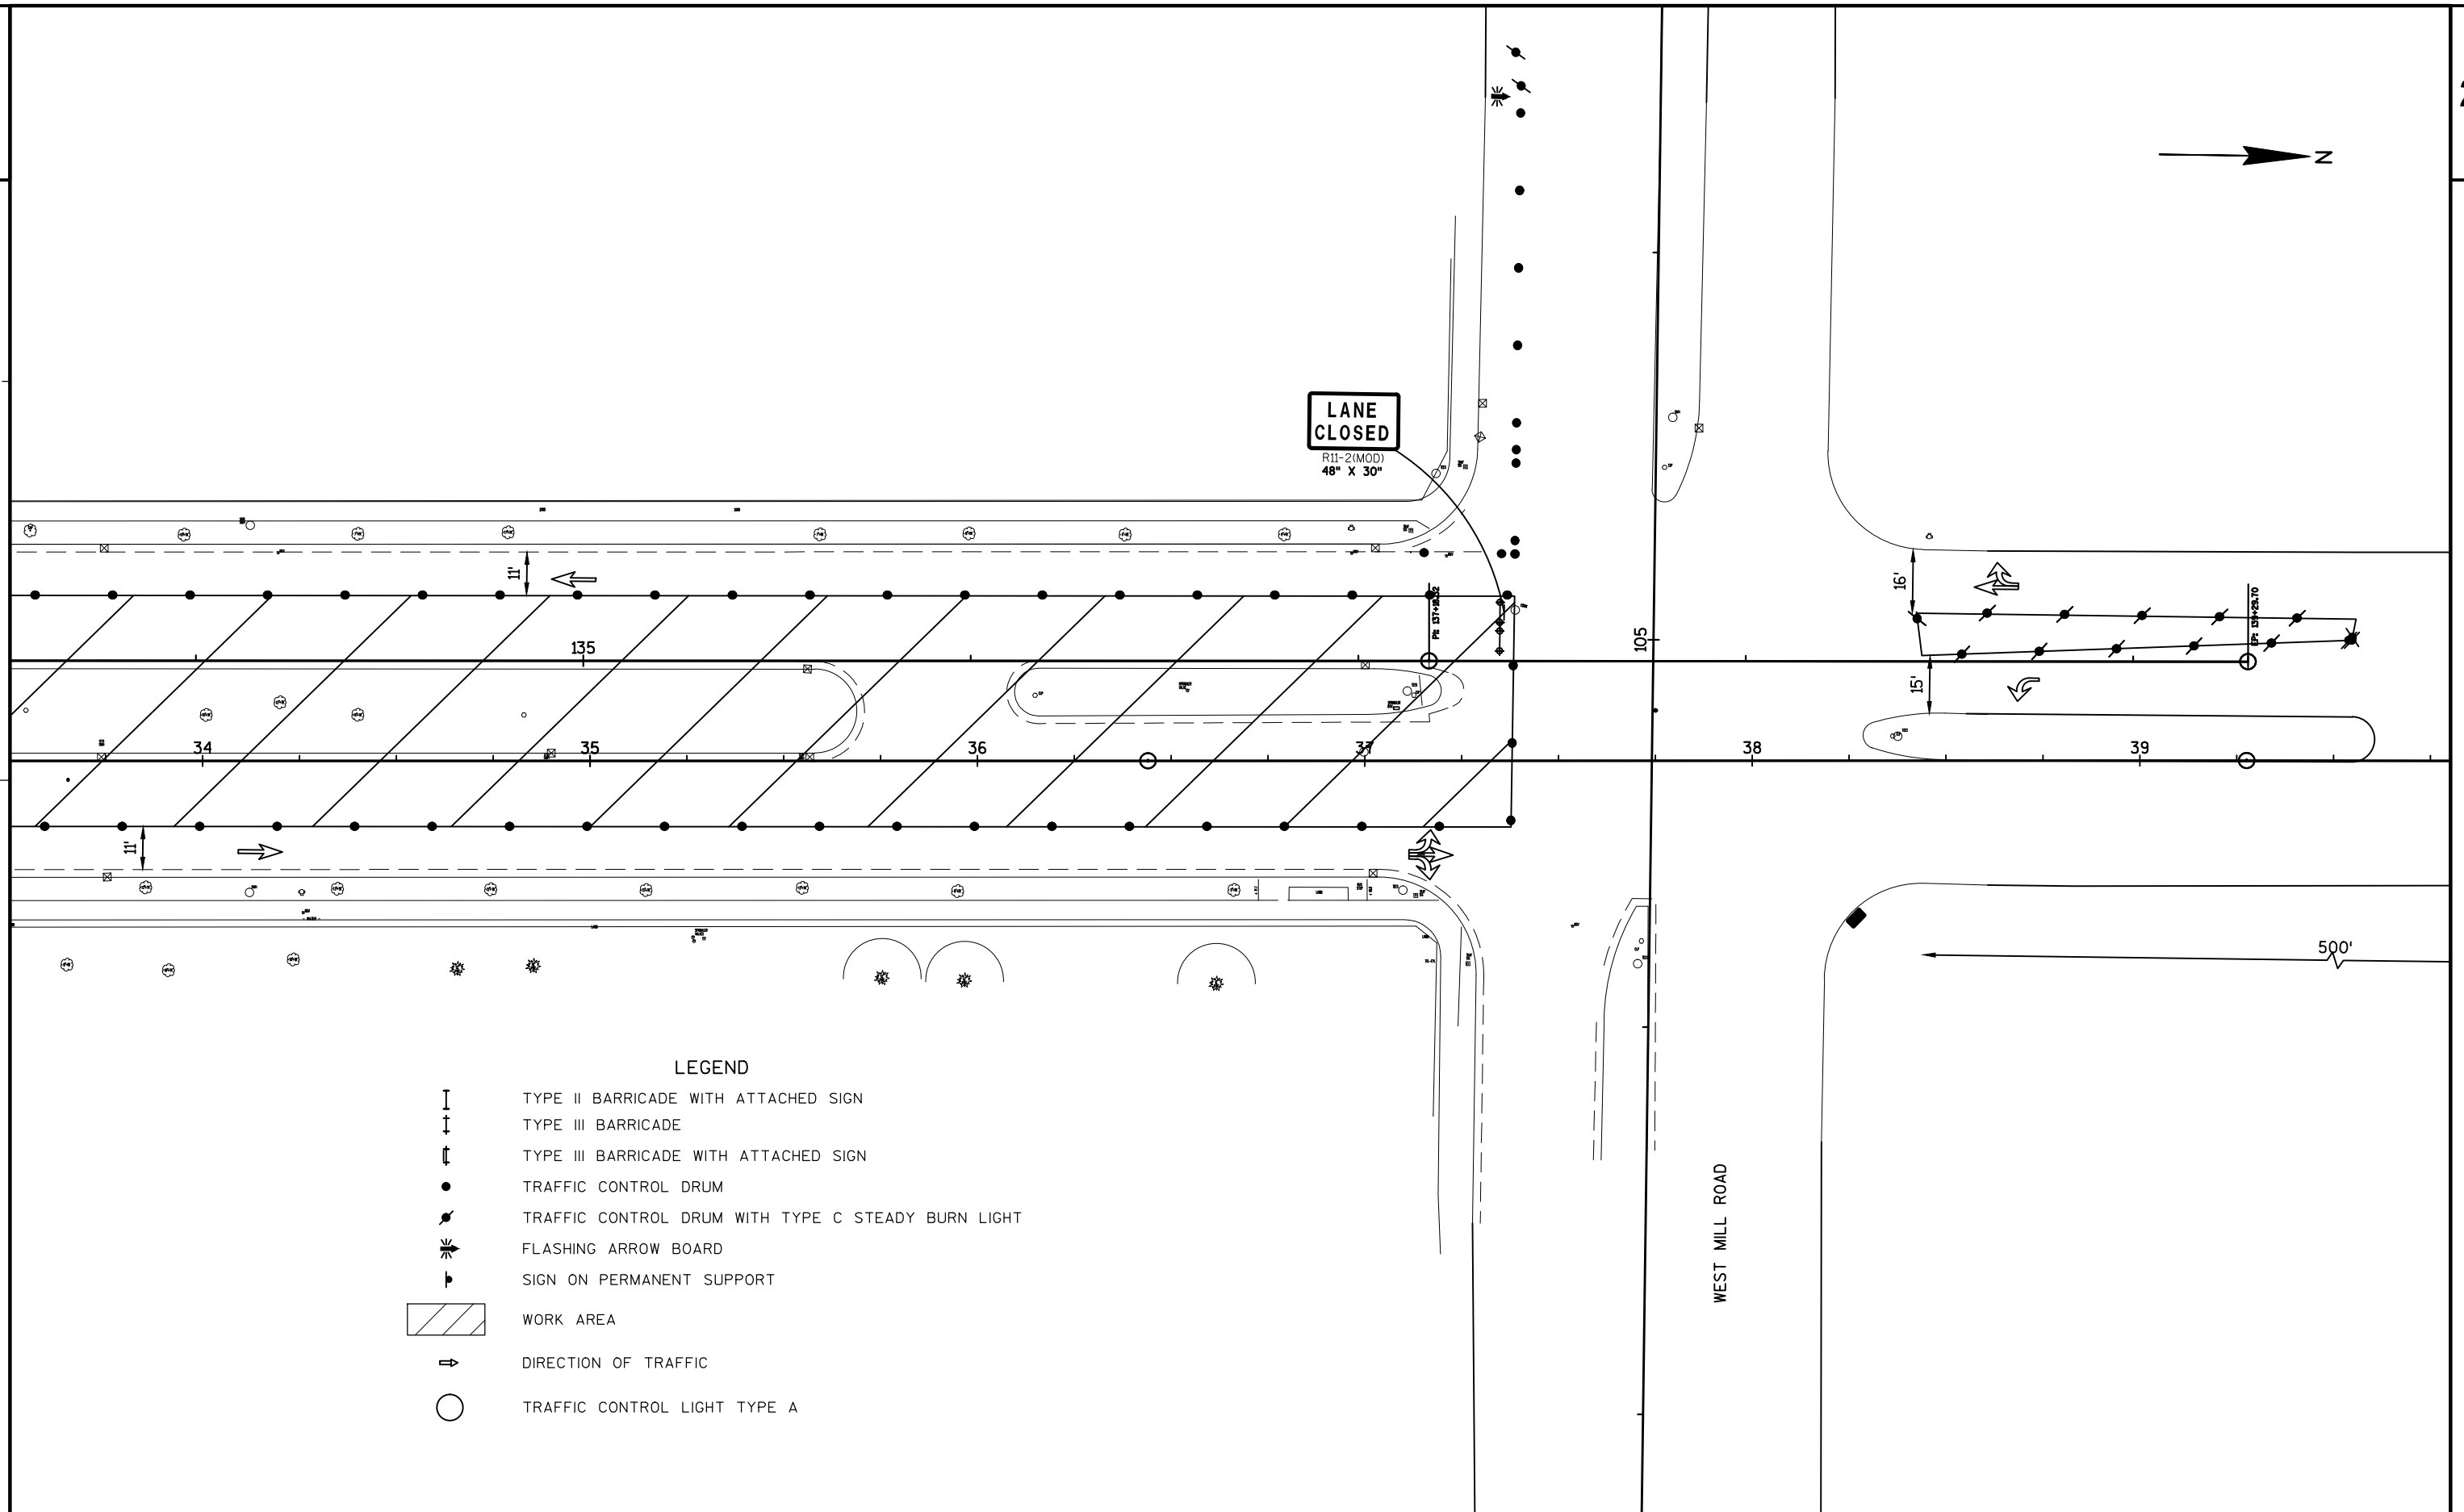 2
N
LANE
CLOSED
R11-2(MOD)
48" X 30"
11'
16'
105
135
15'
34
35
36
37
38
39
11'
500'
LEGEND
TYPE II BARRICADE WITH ATTACHED SIGN
TYPE III BARRICADE
TYPE III BARRICADE WITH ATTACHED SIGN
TRAFFIC CONTROL DRUM
TRAFFIC CONTROL DRUM WITH TYPE C STEADY BURN LIGHT
FLASHING ARROW BOARD
SIGN ON PERMANENT SUPPORT
WORK AREA
DIRECTION OF TRAFFIC
TRAFFIC CONTROL LIGHT TYPE A
WEST MILL ROAD